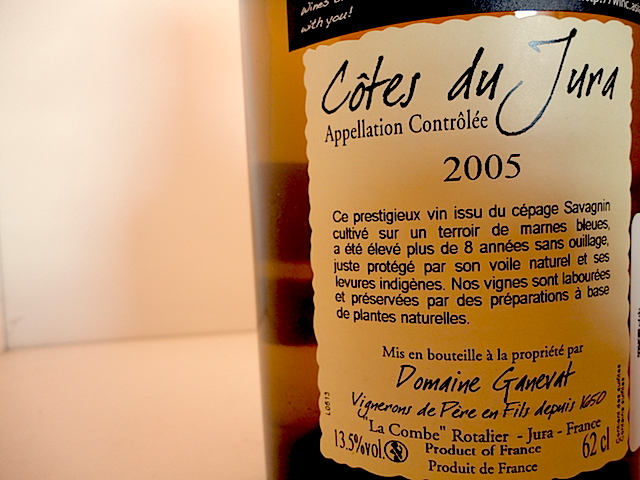 Wines
with you!
Côtes du Jura
Appellation Contrôlée
2005
Ce prestigieux vin issu du cépage Savagnin
cultivé sur un terroir de marnes bleues,
a été élevé plus de 8 années sans ouillage,
juste protégé par son voile naturel et ses
levures indigènes. Nos vignes sont labourées
et préservées par des préparations à base
de plantes naturelles.
Mis en bouteille à la propriété par
Domaine Ganevat
Vignerons de Père en Fils depuis 1650
"La Combe" Rotalier - Jura - France
13.5%vol.
Product of France
62 cl
Produit de France
L0613